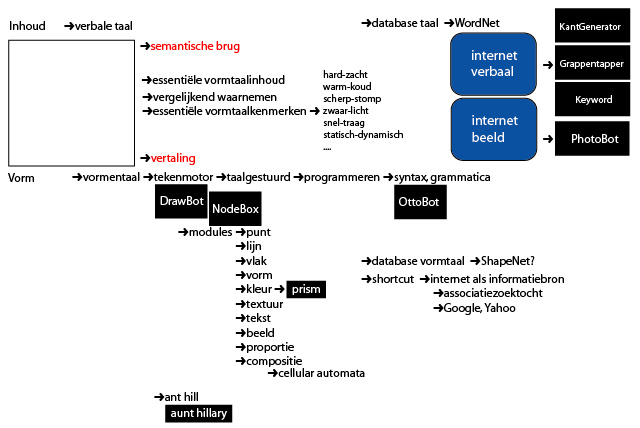 Inhoud ➔verbale taal
➔database taal ➔WordNet
KantGenerator
➔semantische brug
internet
verbaal
➔
Grappentapper
➔essentiële vormtaalinhoud
➔vergelijkend waarnemen
➔essentiële vormtaalkenmerken ➔
hard-zacht
warm-koud
scherp-stomp
zwaar-licht
snel-traag
statisch-dynamisch
....
Keyword
internet
beeld
➔
PhotoBot
➔vertaling
Vorm ➔vormentaal ➔tekenmotor ➔taalgestuurd ➔programmeren ➔syntax, grammatica
DrawBot
NodeBox
OttoBot
➔modules ➔punt
➔lijn
➔vlak
➔vorm
➔kleur ➔ prism
➔textuur
➔tekst
➔beeld
➔proportie
➔compositie
➔cellular automata
➔database vormtaal ➔ShapeNet?
➔shortcut ➔internet als informatiebron
➔associatiezoektocht
➔Google, Yahoo
➔ant hill
aunt hillary